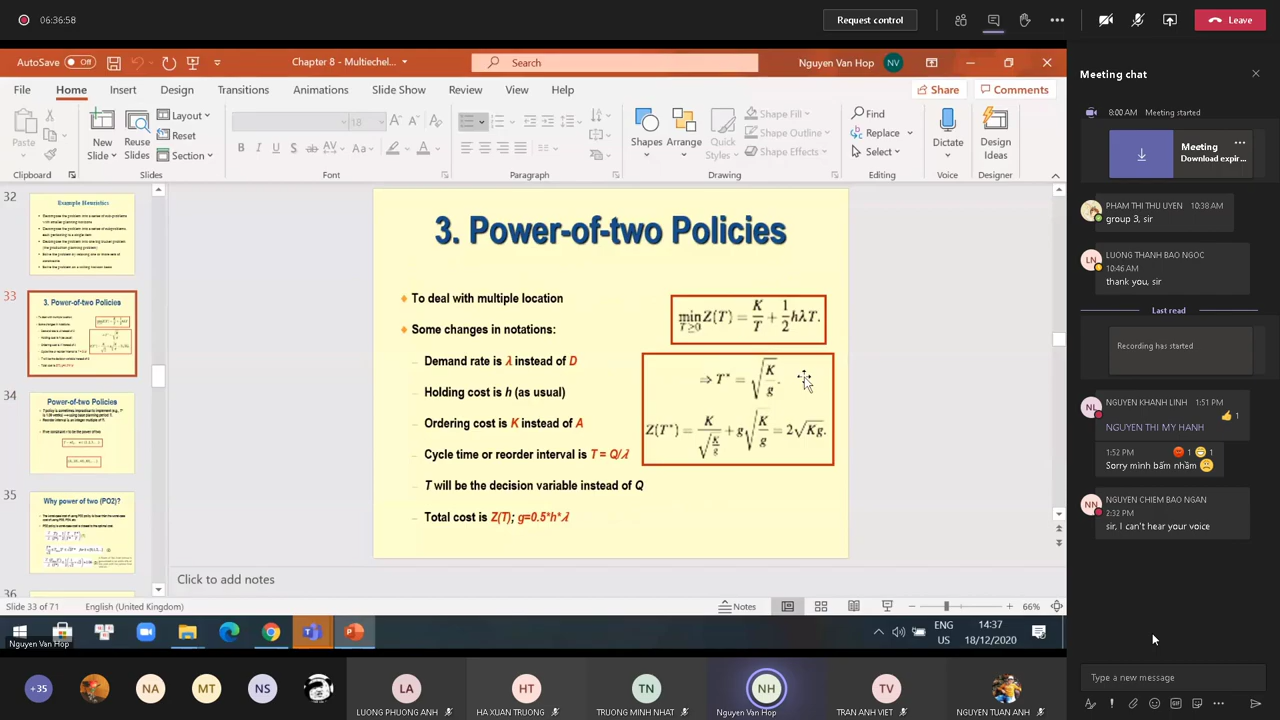 06:36:58
Request control
Leave
AutoSave Off
Chapter 8 - Multiechel...
Search
Nguyen Van Hop
NV
File
Home
Insert
Design
Transitions
Animations
Slide Show
Review
View
Help
Share
Comments
Paste
New
Slide
Reuse
Slides
Layout
Reset
Section
18
Shapes
Arrange
Quick
Styles
Shape Fill
Shape Outline
Shape Effects
Find
Replace
Select
Dictate
Design
Ideas
Clipboard
Slides
Font
Paragraph
Drawing
Editing
Voice
Designer
32
Example Heuristics
33
3. Power-of-two Policies
34
Power-of-two Policies
35
Why power of two (PO2)?
36
3. Power-of-two Policies
To deal with multiple location
Some changes in notations:
– Demand rate is λ instead of D
– Holding cost is h (as usual)
– Ordering cost is K instead of A
– Cycle time or reorder interval is T = Q/λ
– T will be the decision variable instead of Q
– Total cost is Z(T); g=0.5*h*λ
min T≥0 Z(T) = K/T + 1/2 hλT.
⇒ T* = √(K/g).
Z(T*) = K/√(K/g) + g√(K/g) = 2√Kg.
Click to add notes
Slide 33 of 71
English (United Kingdom)
Notes
66%
Nguyen Van Hop
ENG
US
14:37
18/12/2020
+35
NA
MT
NS
LA
LUONG PHUONG ANH
HT
HA XUAN TRUONG
TN
TRUONG MINH NHAT
NH
Nguyen Van Hop
TV
TRAN ANH VIET
NGUYEN TUAN ANH
Meeting chat
8:00 AM Meeting started
Meeting
Download expir...
PHAM THI THU UYEN 10:38 AM
group 3, sir
LN
LUONG THANH BAO NGOC
10:46 AM
thank you, sir
Last read
Recording has started
NL
NGUYEN KHANH LINH 1:51 PM
1
NGUYEN THI MY HANH
1:52 PM
1
1
Sorry mình bấm nhầm
NN
NGUYEN CHIEM BAO NGAN
2:32 PM
sir, I can't hear your voice
Type a new message